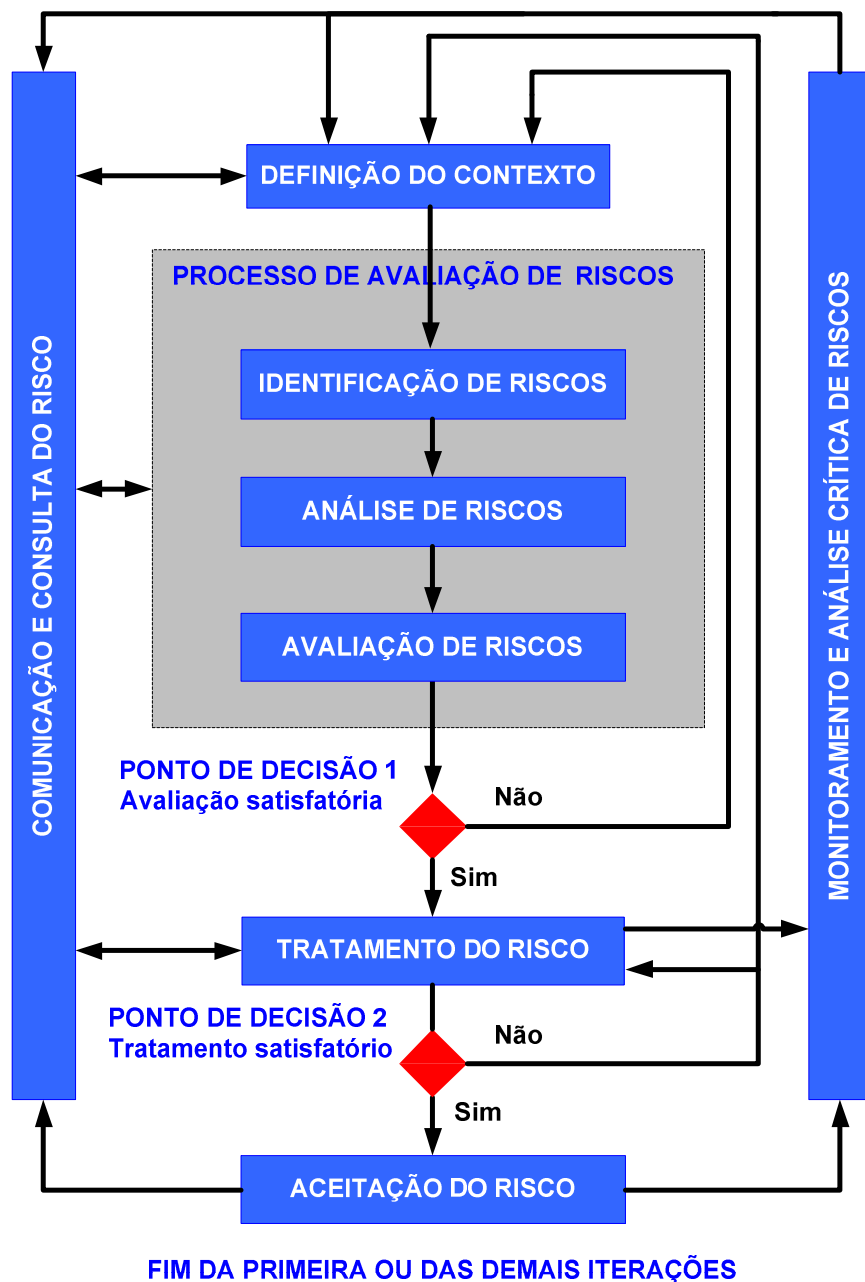 DEFINIÇÃO DO CONTEXTO
PROCESSO DE AVALIAÇÃO DE RISCOS
IDENTIFICAÇÃO DE RISCOS
ANÁLISE DE RISCOS
AVALIAÇÃO DE RISCOS
COMUNICAÇÃO E CONSULTA DO RISCO
MONITORAMENTO E ANÁLISE CRÍTICA DE RISCOS
PONTO DE DECISÃO 1
Avaliação satisfatória
Não
Sim
TRATAMENTO DO RISCO
PONTO DE DECISÃO 2
Tratamento satisfatório
Não
Sim
ACEITAÇÃO DO RISCO
FIM DA PRIMEIRA OU DAS DEMAIS ITERAÇÕES